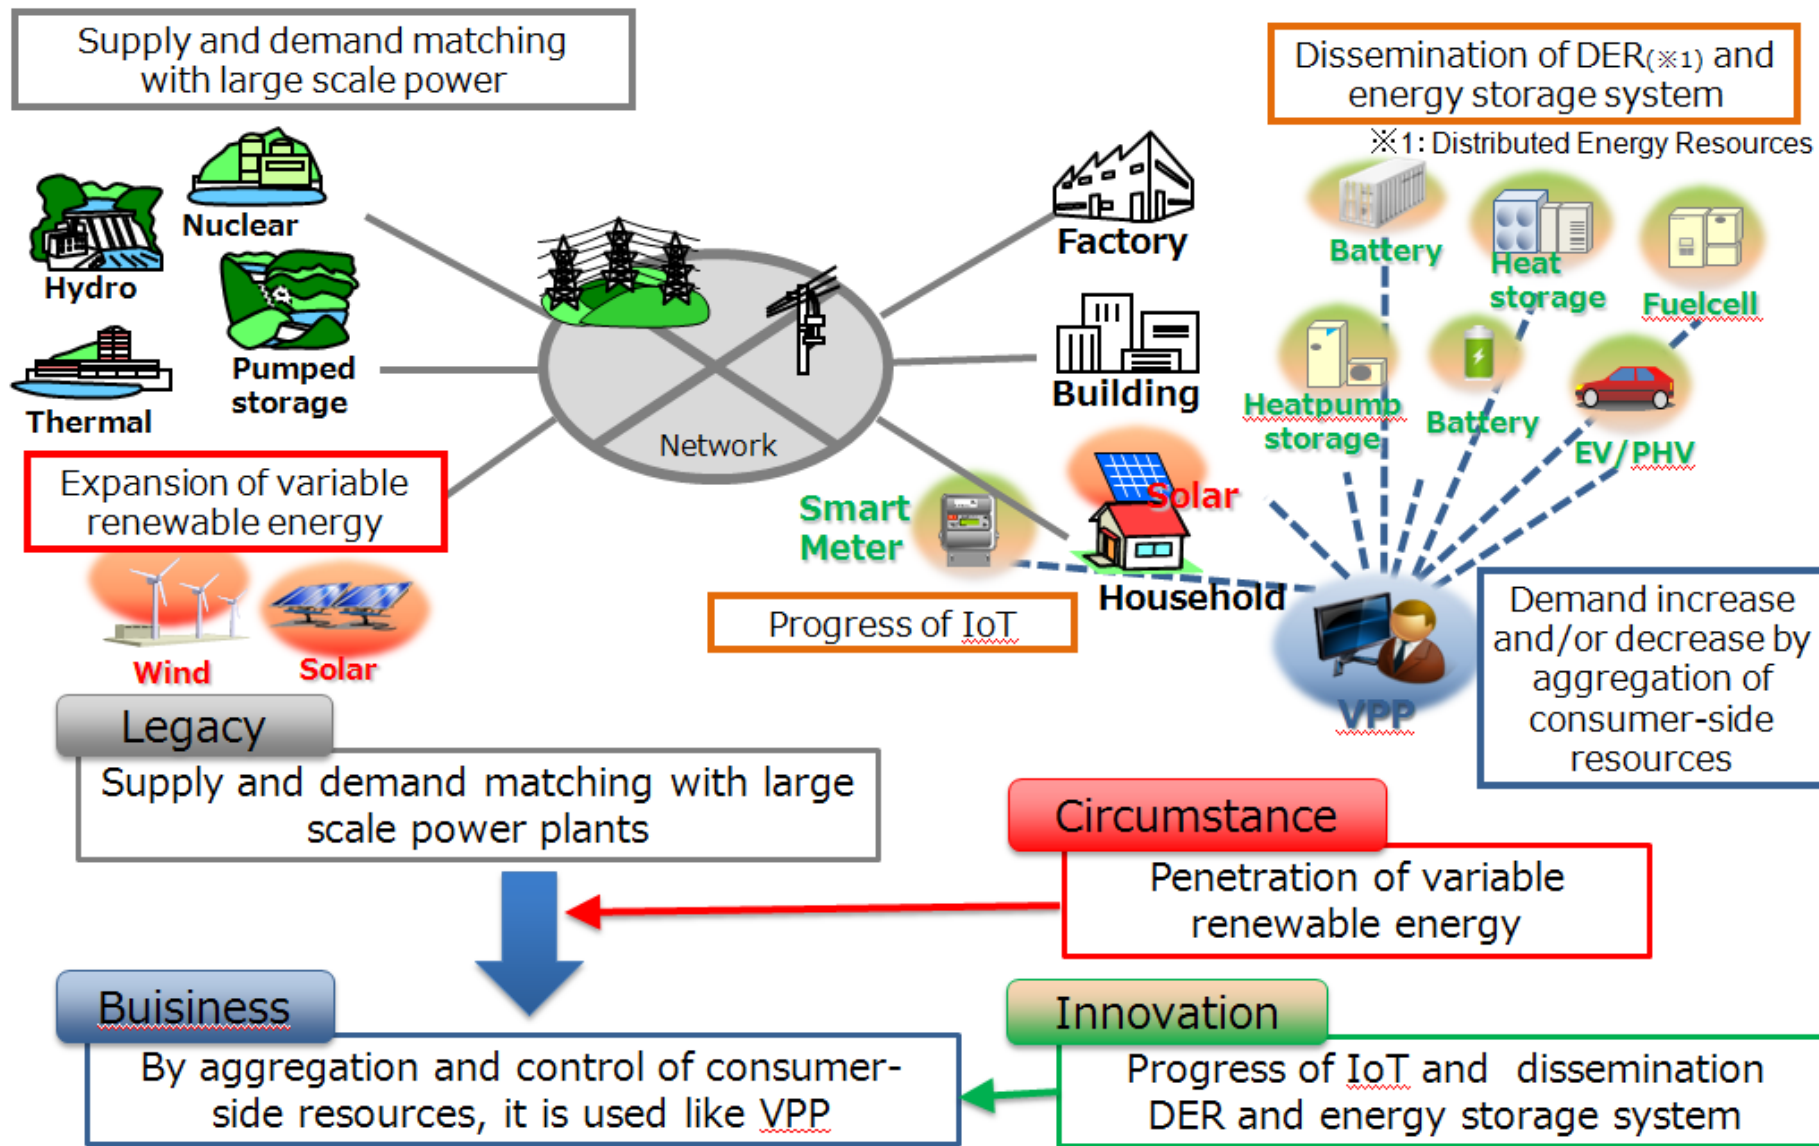 Supply and demand matching
with large scale power
Dissemination of DER(※1) and
energy storage system
※1: Distributed Energy Resources
Nuclear
Hydro
Pumped
storage
Thermal
Expansion of variable
renewable energy
Wind
Solar
Network
Factory
Building
Smart
Meter
Solar
Household
Progress of IoT
Battery
Heat
storage
Fuelcell
Heatpump
storage
Battery
EV/PHV
VPP
Demand increase
and/or decrease by
aggregation of
consumer-side
resources
Legacy
Supply and demand matching with large
scale power plants
Circumstance
Penetration of variable
renewable energy
Buisiness
By aggregation and control of consumer-
side resources, it is used like VPP
Innovation
Progress of IoT and dissemination
DER and energy storage system